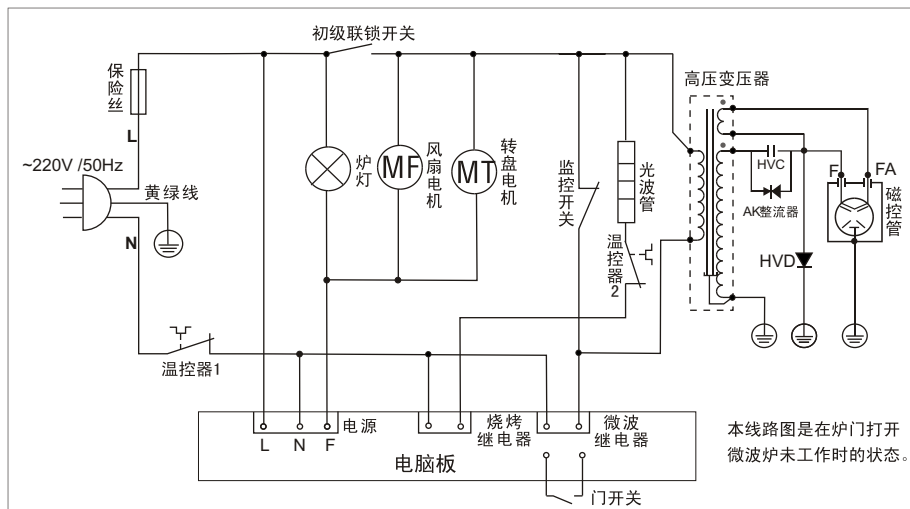 初级联锁开关
保险丝
L
~220V /50Hz
黄绿线
N
炉灯
MF
风扇电机
MT
转盘电机
监控开关
光波管
温控器2
高压变压器
HVC
AK整流器
F
FA
磁控管
HVD
温控器1
L N F
电源
烧烤
继电器
微波
继电器
电脑板
门开关
本线路图是在炉门打开
微波炉未工作时的状态。